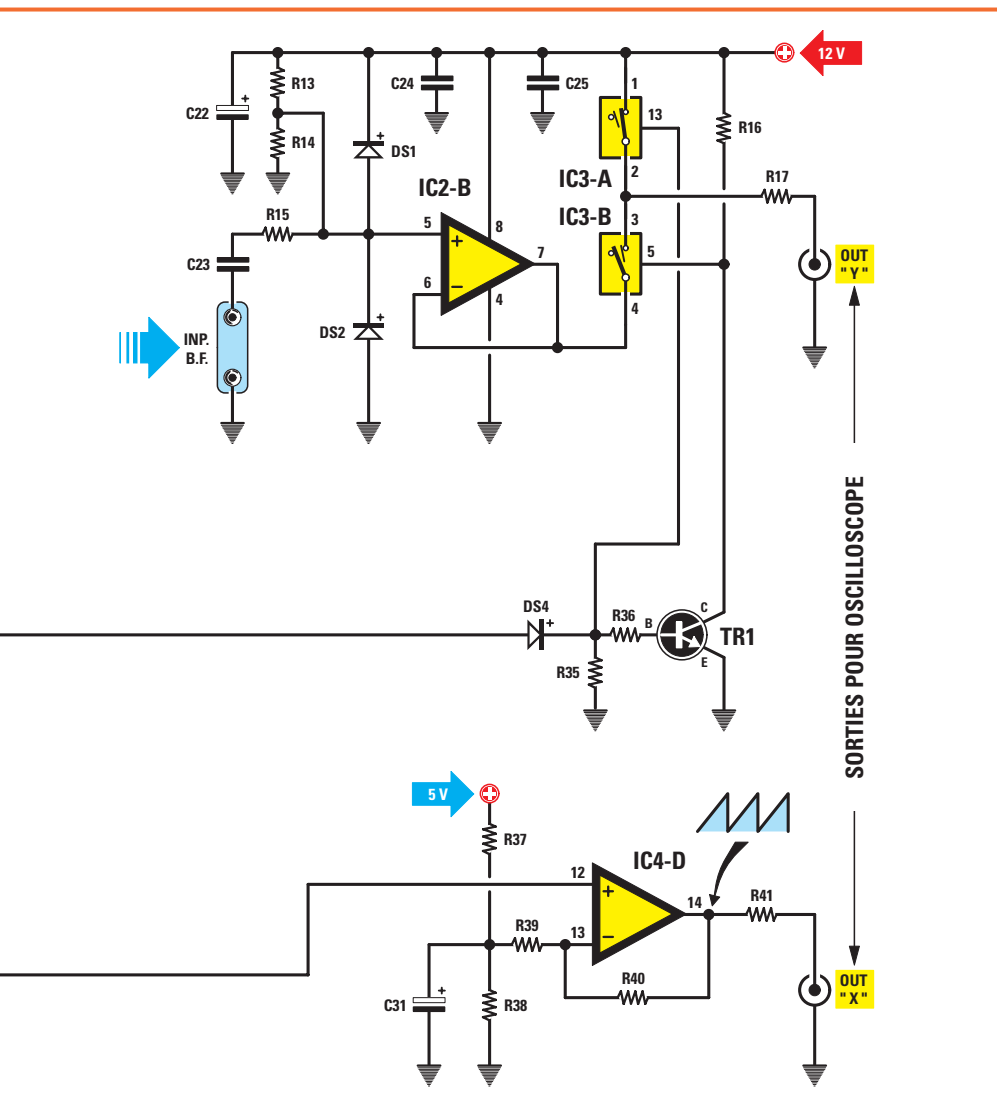 12 V
C22
+
R13
R14
C24
C25
1
13
R16
DS1
+
2
IC3-A
R17
IC2-B
IC3-B
3
R15
5
8
5
OUT
"Y"
C23
+
7
6
–
4
4
DS2
+
INP.
B.F.
SORTIES POUR OSCILLOSCOPE
DS4
+
R36
B
C
TR1
E
R35
5 V
R37
IC4-D
12
+
14
R41
R39
13
–
R40
OUT
"X"
C31
+
R38